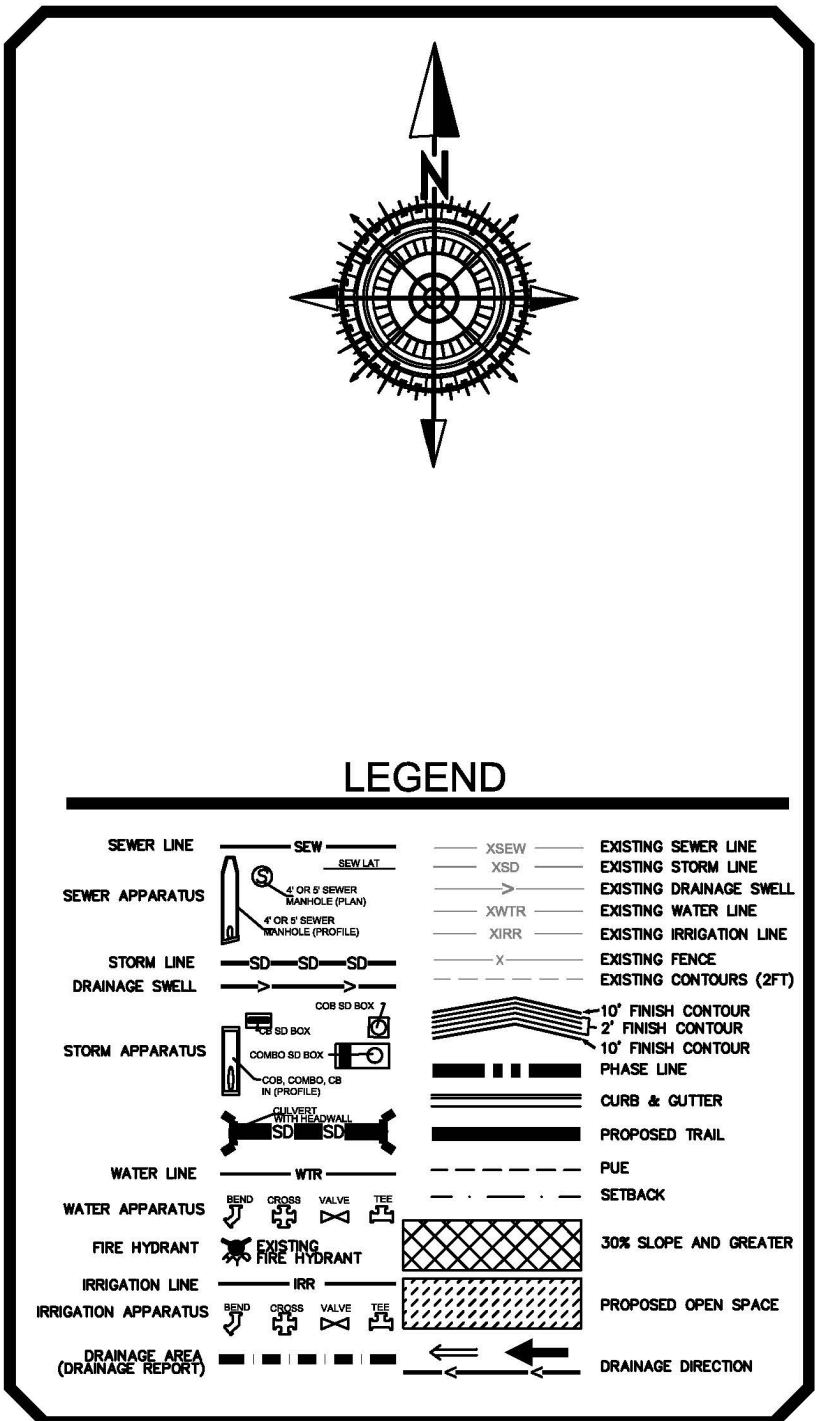 N
LEGEND
SEWER LINE
SEW
SEW LAT
SEWER APPARATUS
S
4' OR 5' SEWER
MANHOLE (PLAN)
4' OR 5' SEWER
MANHOLE (PROFILE)
STORM LINE
SD SD SD
DRAINAGE SWELL
> >
COB SD BOX
CB SD BOX
STORM APPARATUS
COMBO SD BOX
COB, COMBO, CB
IN (PROFILE)
CULVERT
WITH HEADWALL
SD SD
WATER LINE
WTR
WATER APPARATUS
BEND CROSS VALVE TEE
FIRE HYDRANT
EXISTING
FIRE HYDRANT
IRRIGATION LINE
IRR
IRRIGATION APPARATUS
BEND CROSS VALVE TEE
DRAINAGE AREA
(DRAINAGE REPORT)
XSEW
EXISTING SEWER LINE
XSD
EXISTING STORM LINE
>
EXISTING DRAINAGE SWELL
XWTR
EXISTING WATER LINE
XIRR
EXISTING IRRIGATION LINE
X
EXISTING FENCE
EXISTING CONTOURS (2FT)
10' FINISH CONTOUR
2' FINISH CONTOUR
10' FINISH CONTOUR
PHASE LINE
CURB & GUTTER
PROPOSED TRAIL
PUE
SETBACK
30% SLOPE AND GREATER
PROPOSED OPEN SPACE
DRAINAGE DIRECTION